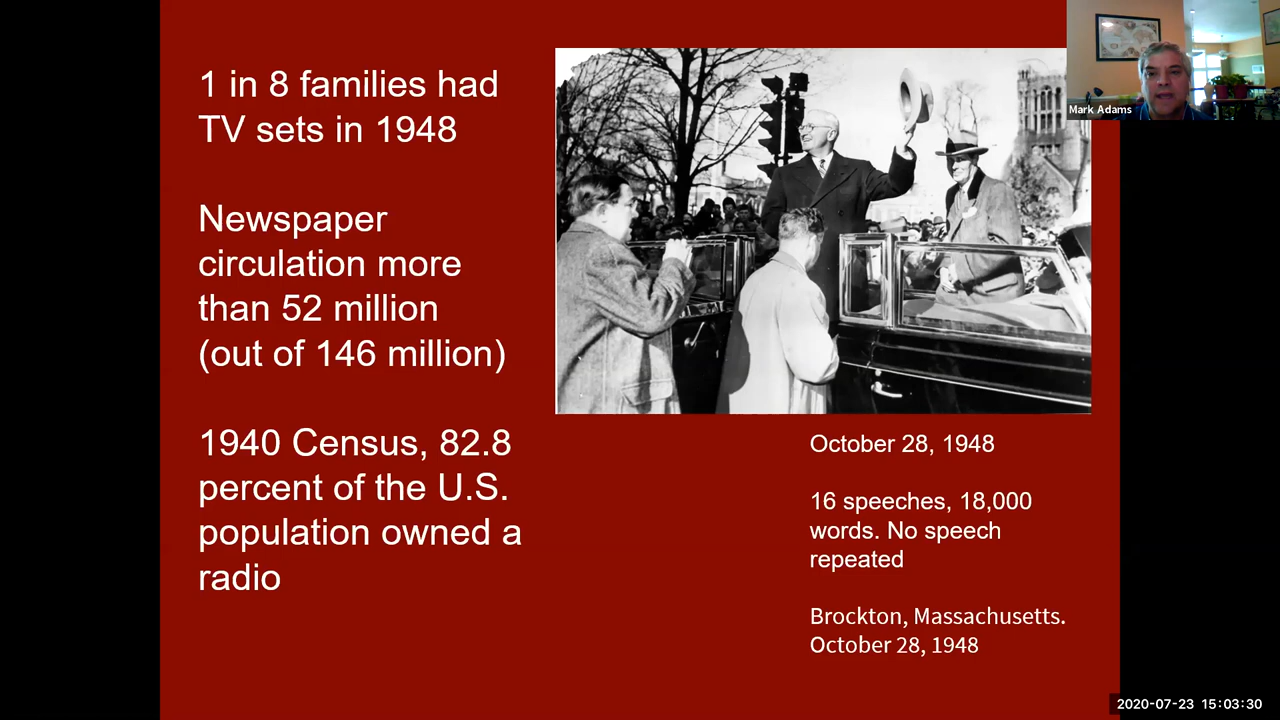 1 in 8 families had
TV sets in 1948
Newspaper
circulation more
than 52 million
(out of 146 million)
1940 Census, 82.8
percent of the U.S.
population owned a
radio
Mark Adams
October 28, 1948
16 speeches, 18,000
words. No speech
repeated
Brockton, Massachusetts.
October 28, 1948
2020-07-23 15:03:30